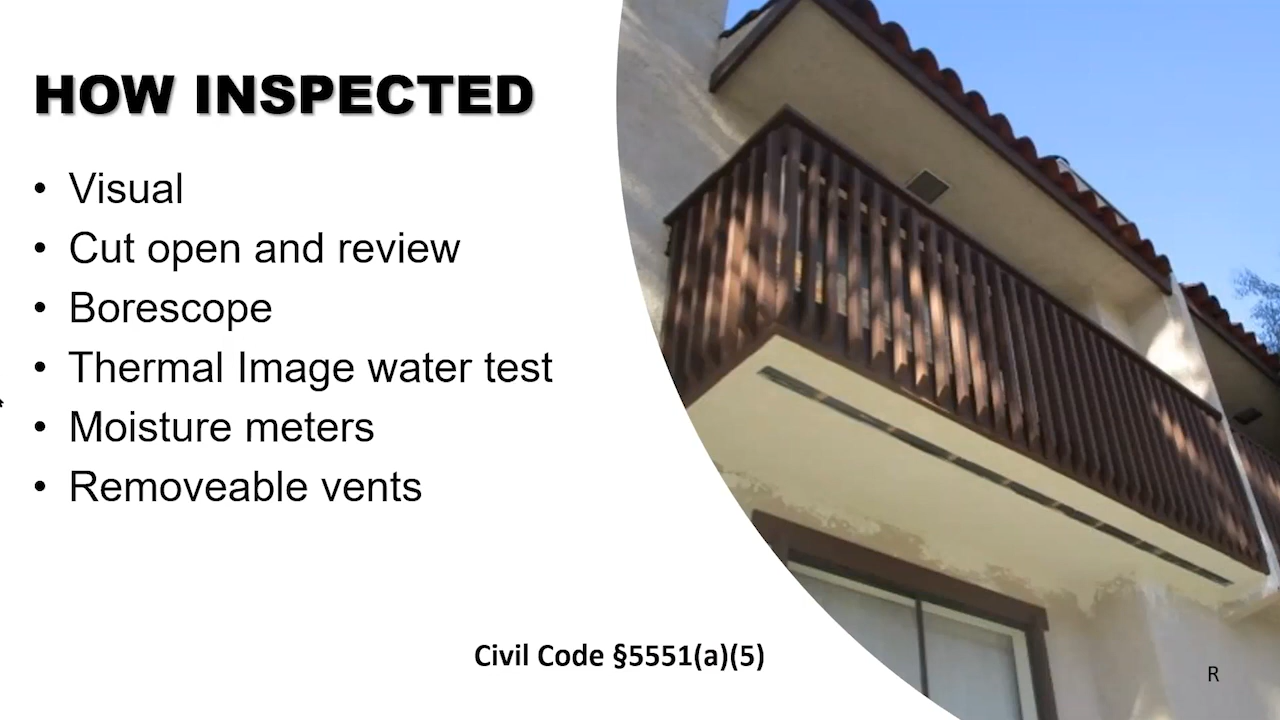 HOW INSPECTED
• Visual
• Cut open and review
• Borescope
• Thermal Image water test
• Moisture meters
• Removeable vents
Civil Code §5551(a)(5)
R